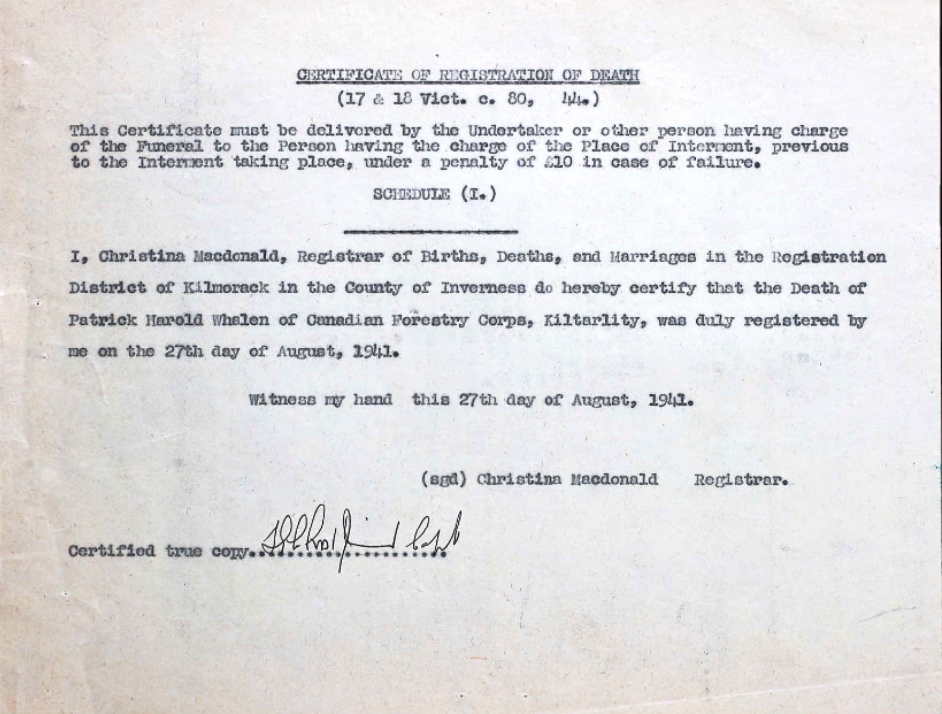 CERTIFICATE OF REGISTRATION OF DEATH
(17 & 18 Vict. c. 80, 44.)
This Certificate must be delivered by the Undertaker or other person having charge
of the Funeral to the Person having the charge of the Place of Interment, previous
to the Interment taking place, under a penalty of £10 in case of failure.
SCHEDULE (I.)
I, Christina Macdonald, Registrar of Births, Deaths, and Marriages in the Registration
District of Kilmorack in the County of Inverness do hereby certify that the Death of
Patrick Harold Whalen of Canadian Forestry Corps, Kiltarlity, was duly registered by
me on the 27th day of August, 1941.
Witness my hand this 27th day of August, 1941.
(sgd) Christina Macdonald Registrar.
Certified true copy. Capt